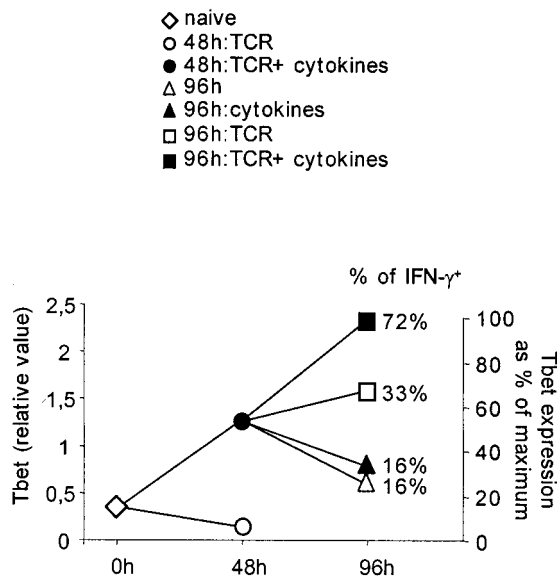 naive
48h:TCR
48h:TCR+ cytokines
96h
96h:cytokines
96h:TCR
96h:TCR+ cytokines
% of IFN-γ⁺
2,5
2
1,5
1
0,5
0
Tbet (relative value)
72%
33%
16%
16%
100
80
60
40
20
0
Tbet expression
as % of maximum
0h 48h 96h